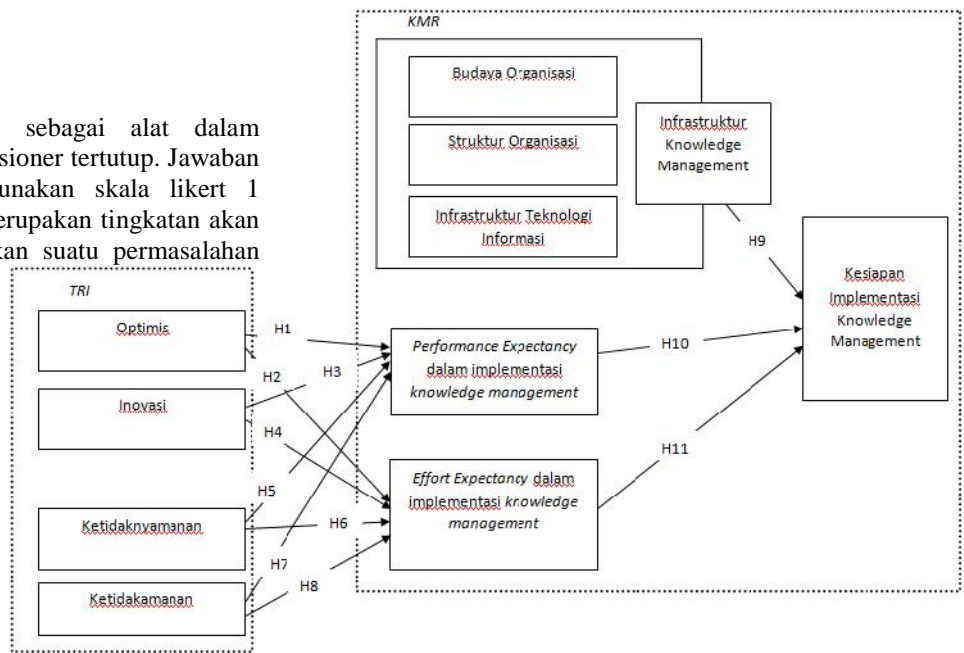 KMR
Budaya Organisasi
Struktur Organisasi
Infrastruktur Teknologi
Informasi
Infrastruktur
Knowledge
Management
H9
Kesiapan
Implementasi
Knowledge
Management
sebagai alat dalam
sioner tertutup. Jawaban
unakan skala likert 1
erupakan tingkatan akan
kan suatu permasalahan
TRI
Optimis
Inovasi
Ketidaknyamanan
Ketidakamanan
H1
H2
H3
H4
H5
H6
H7
H8
Performance Expectancy
dalam implementasi
knowledge management
H10
Effort Expectancy dalam
implementasi knowledge
management
H11